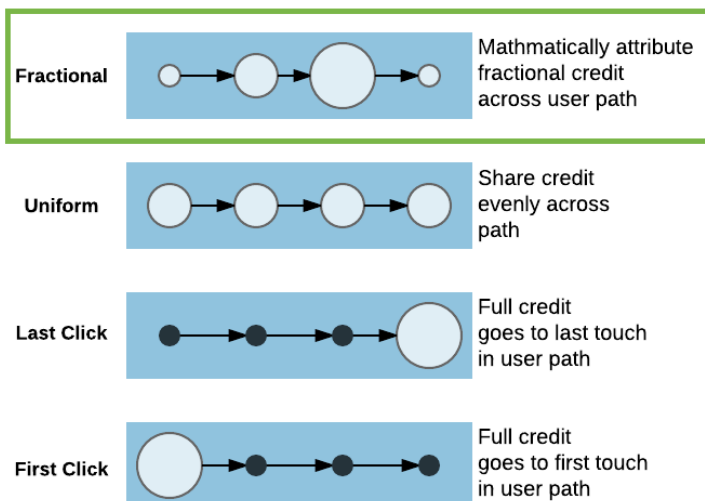 Fractional
Mathmatically attribute
fractional credit
across user path
Uniform
Share credit
evenly across
path
Last Click
Full credit
goes to last touch
in user path
First Click
Full credit
goes to first touch
in user path